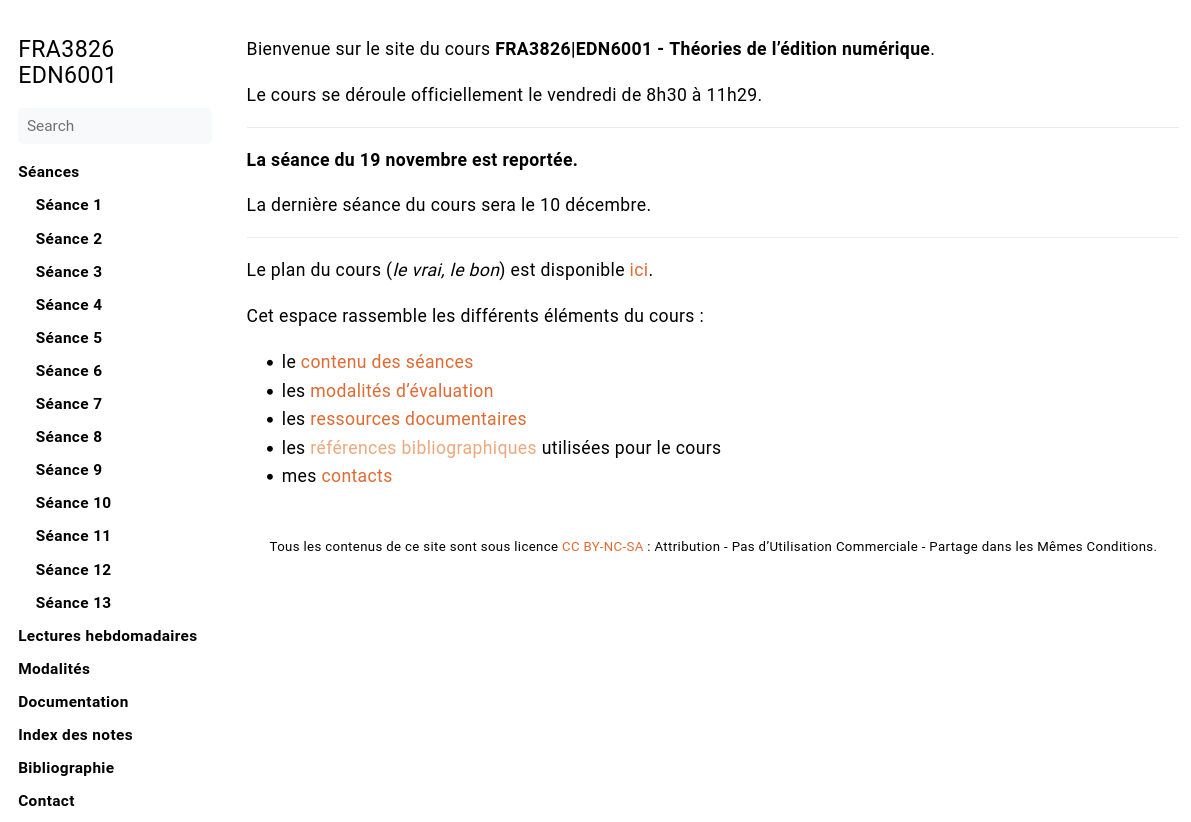 FRA3826
EDN6001
Search
Séances
Séance 1
Séance 2
Séance 3
Séance 4
Séance 5
Séance 6
Séance 7
Séance 8
Séance 9
Séance 10
Séance 11
Séance 12
Séance 13
Lectures hebdomadaires
Modalités
Documentation
Index des notes
Bibliographie
Contact
Bienvenue sur le site du cours FRA3826|EDN6001 - Théories de l’édition numérique.
Le cours se déroule officiellement le vendredi de 8h30 à 11h29.
La séance du 19 novembre est reportée.
La dernière séance du cours sera le 10 décembre.
Le plan du cours (le vrai, le bon) est disponible ici.
Cet espace rassemble les différents éléments du cours :
• le contenu des séances
• les modalités d’évaluation
• les ressources documentaires
• les références bibliographiques utilisées pour le cours
• mes contacts
Tous les contenus de ce site sont sous licence CC BY-NC-SA : Attribution - Pas d’Utilisation Commerciale - Partage dans les Mêmes Conditions.